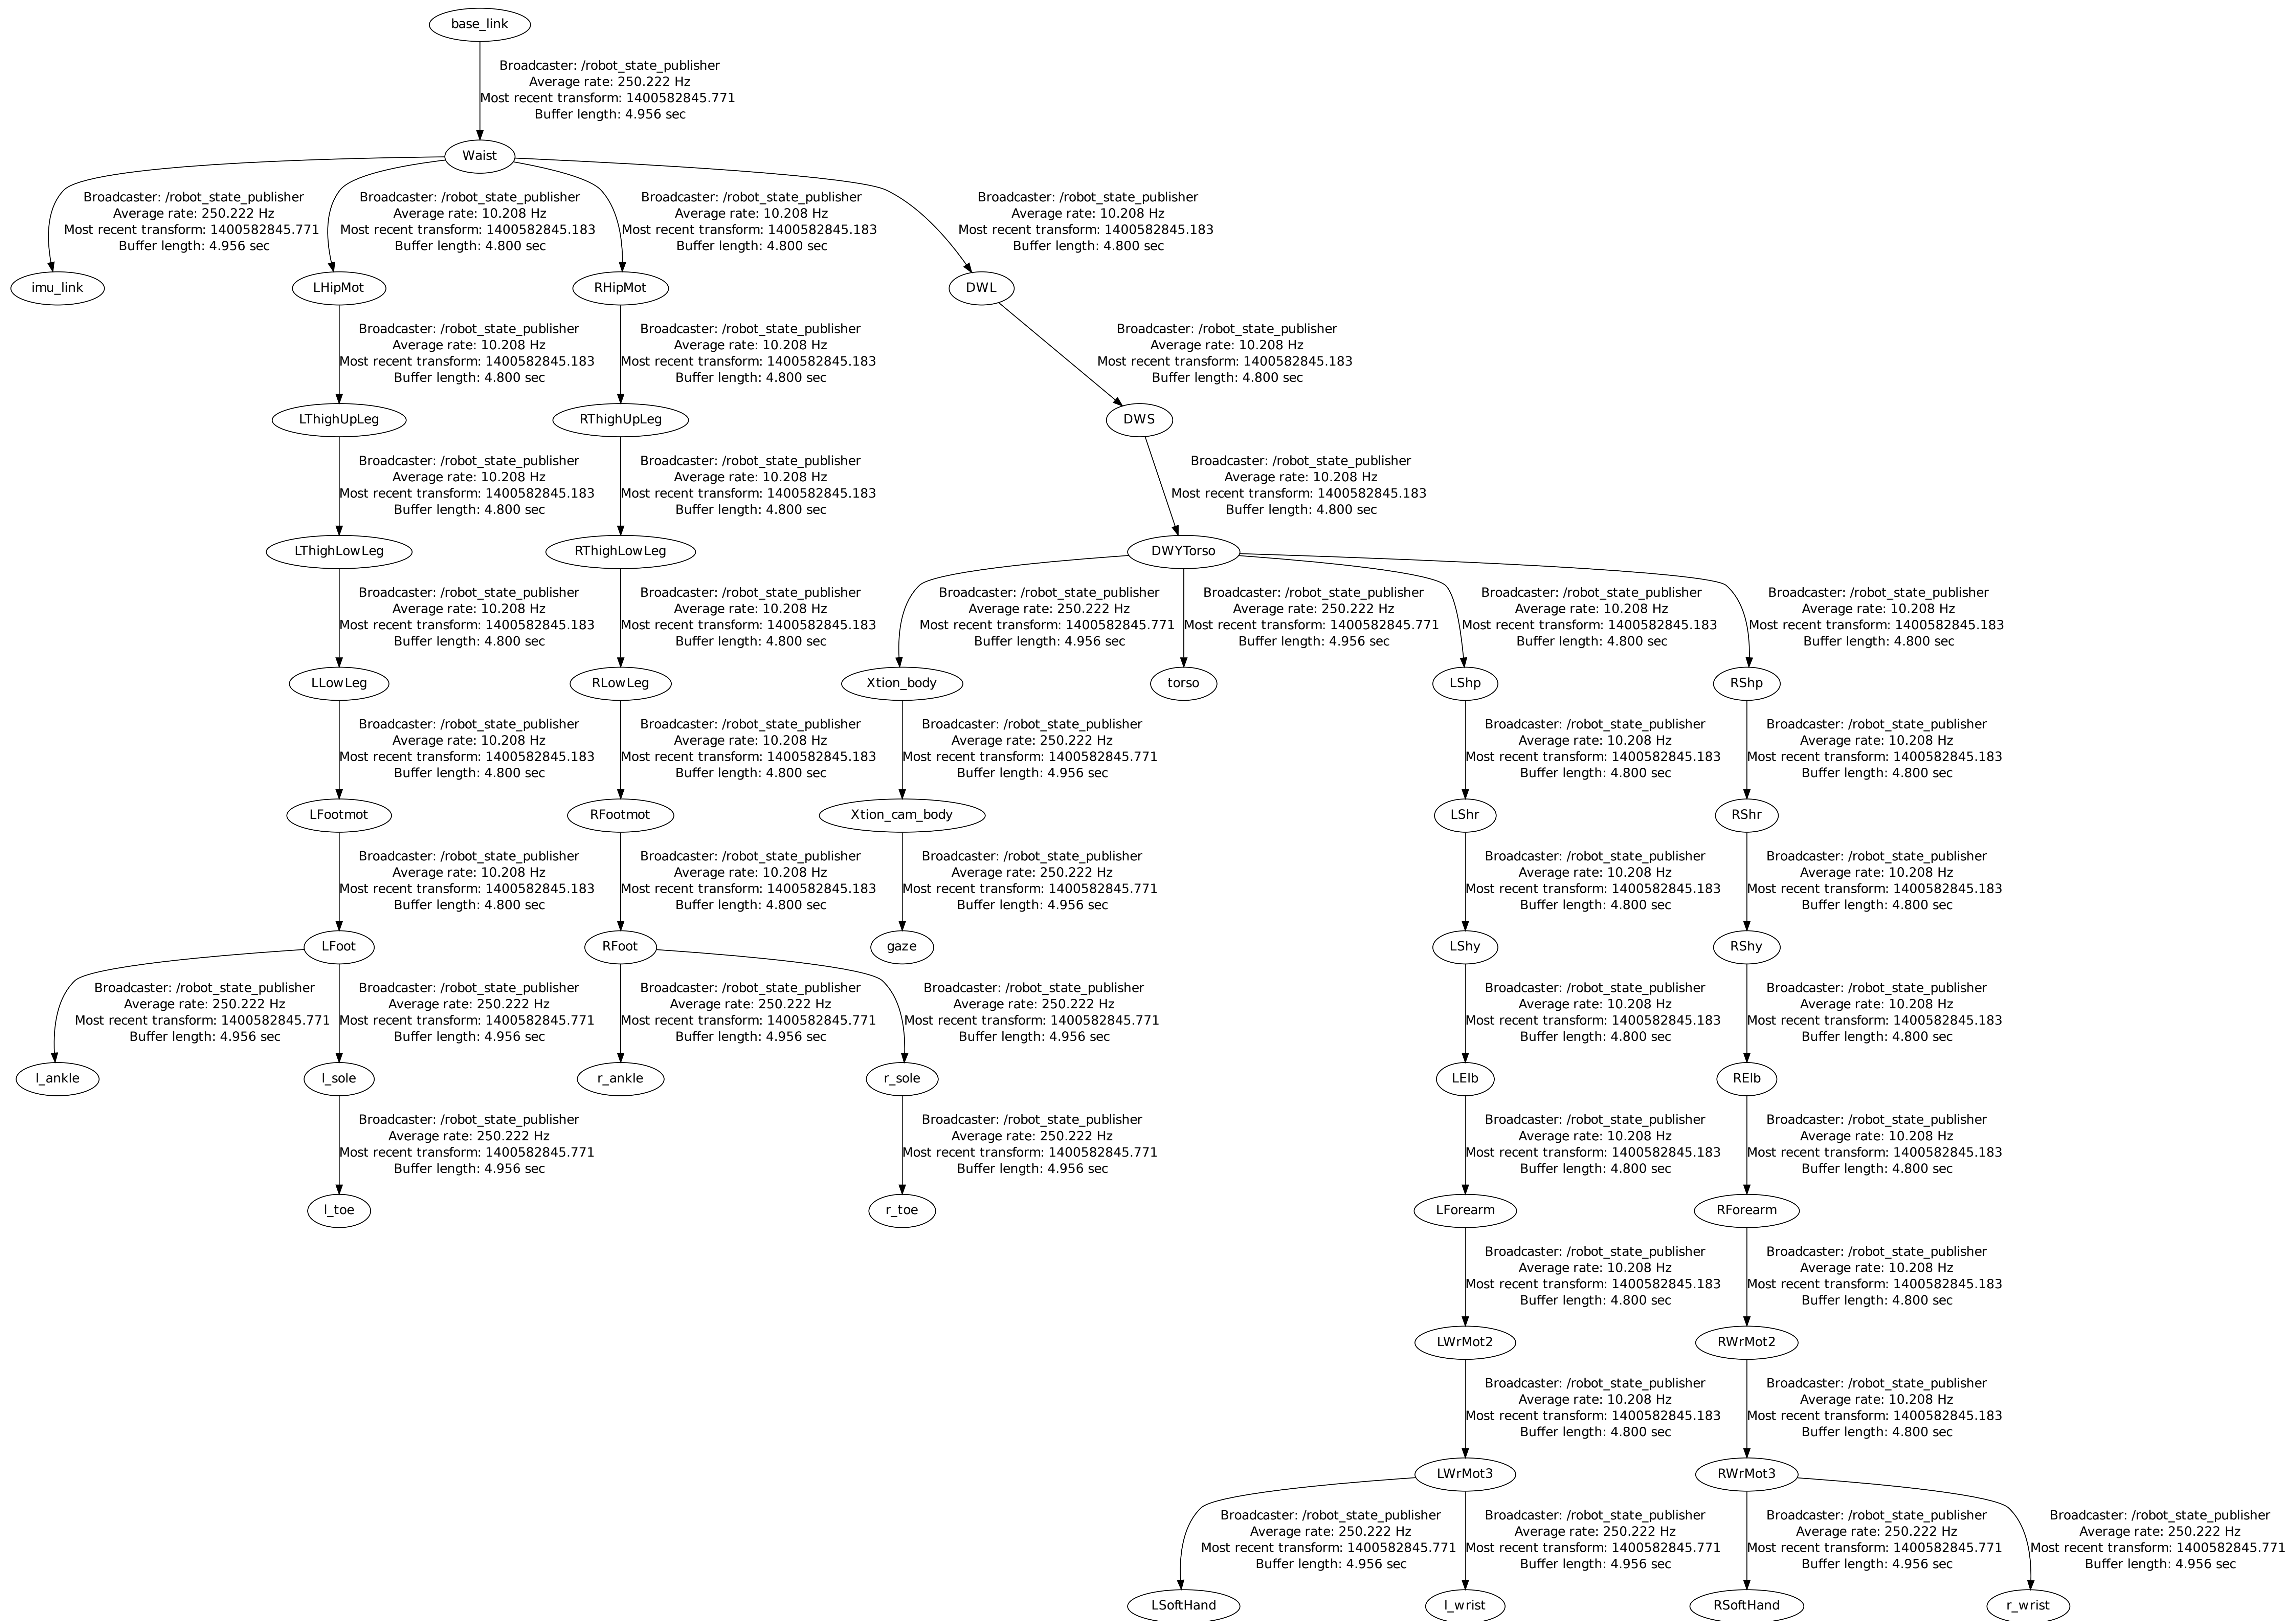 base_link
Broadcaster: /robot_state_publisher
Average rate: 250.222 Hz
Most recent transform: 1400582845.771
Buffer length: 4.956 sec
Waist
Broadcaster: /robot_state_publisher
Average rate: 250.222 Hz
Most recent transform: 1400582845.771
Buffer length: 4.956 sec
Broadcaster: /robot_state_publisher
Average rate: 10.208 Hz
Most recent transform: 1400582845.183
Buffer length: 4.800 sec
Broadcaster: /robot_state_publisher
Average rate: 10.208 Hz
Most recent transform: 1400582845.183
Buffer length: 4.800 sec
Broadcaster: /robot_state_publisher
Average rate: 10.208 Hz
Most recent transform: 1400582845.183
Buffer length: 4.800 sec
imu_link
LHipMot
RHipMot
DWL
Broadcaster: /robot_state_publisher
Average rate: 10.208 Hz
Most recent transform: 1400582845.183
Buffer length: 4.800 sec
Broadcaster: /robot_state_publisher
Average rate: 10.208 Hz
Most recent transform: 1400582845.183
Buffer length: 4.800 sec
Broadcaster: /robot_state_publisher
Average rate: 10.208 Hz
Most recent transform: 1400582845.183
Buffer length: 4.800 sec
LThighUpLeg
RThighUpLeg
DWS
Broadcaster: /robot_state_publisher
Average rate: 10.208 Hz
Most recent transform: 1400582845.183
Buffer length: 4.800 sec
Broadcaster: /robot_state_publisher
Average rate: 10.208 Hz
Most recent transform: 1400582845.183
Buffer length: 4.800 sec
Broadcaster: /robot_state_publisher
Average rate: 10.208 Hz
Most recent transform: 1400582845.183
Buffer length: 4.800 sec
LThighLowLeg
RThighLowLeg
DWYTorso
Broadcaster: /robot_state_publisher
Average rate: 10.208 Hz
Most recent transform: 1400582845.183
Buffer length: 4.800 sec
Broadcaster: /robot_state_publisher
Average rate: 10.208 Hz
Most recent transform: 1400582845.183
Buffer length: 4.800 sec
Broadcaster: /robot_state_publisher
Average rate: 250.222 Hz
Most recent transform: 1400582845.771
Buffer length: 4.956 sec
Broadcaster: /robot_state_publisher
Average rate: 250.222 Hz
Most recent transform: 1400582845.771
Buffer length: 4.956 sec
Broadcaster: /robot_state_publisher
Average rate: 10.208 Hz
Most recent transform: 1400582845.183
Buffer length: 4.800 sec
Broadcaster: /robot_state_publisher
Average rate: 10.208 Hz
Most recent transform: 1400582845.183
Buffer length: 4.800 sec
LLowLeg
RLowLeg
Xtion_body
torso
LShp
RShp
Broadcaster: /robot_state_publisher
Average rate: 10.208 Hz
Most recent transform: 1400582845.183
Buffer length: 4.800 sec
Broadcaster: /robot_state_publisher
Average rate: 10.208 Hz
Most recent transform: 1400582845.183
Buffer length: 4.800 sec
Broadcaster: /robot_state_publisher
Average rate: 250.222 Hz
Most recent transform: 1400582845.771
Buffer length: 4.956 sec
Broadcaster: /robot_state_publisher
Average rate: 10.208 Hz
Most recent transform: 1400582845.183
Buffer length: 4.800 sec
Broadcaster: /robot_state_publisher
Average rate: 10.208 Hz
Most recent transform: 1400582845.183
Buffer length: 4.800 sec
LFootmot
RFootmot
Xtion_cam_body
LShr
RShr
Broadcaster: /robot_state_publisher
Average rate: 10.208 Hz
Most recent transform: 1400582845.183
Buffer length: 4.800 sec
Broadcaster: /robot_state_publisher
Average rate: 10.208 Hz
Most recent transform: 1400582845.183
Buffer length: 4.800 sec
Broadcaster: /robot_state_publisher
Average rate: 250.222 Hz
Most recent transform: 1400582845.771
Buffer length: 4.956 sec
Broadcaster: /robot_state_publisher
Average rate: 10.208 Hz
Most recent transform: 1400582845.183
Buffer length: 4.800 sec
Broadcaster: /robot_state_publisher
Average rate: 10.208 Hz
Most recent transform: 1400582845.183
Buffer length: 4.800 sec
LFoot
RFoot
gaze
LShy
RShy
Broadcaster: /robot_state_publisher
Average rate: 250.222 Hz
Most recent transform: 1400582845.771
Buffer length: 4.956 sec
Broadcaster: /robot_state_publisher
Average rate: 250.222 Hz
Most recent transform: 1400582845.771
Buffer length: 4.956 sec
Broadcaster: /robot_state_publisher
Average rate: 250.222 Hz
Most recent transform: 1400582845.771
Buffer length: 4.956 sec
Broadcaster: /robot_state_publisher
Average rate: 250.222 Hz
Most recent transform: 1400582845.771
Buffer length: 4.956 sec
Broadcaster: /robot_state_publisher
Average rate: 10.208 Hz
Most recent transform: 1400582845.183
Buffer length: 4.800 sec
Broadcaster: /robot_state_publisher
Average rate: 10.208 Hz
Most recent transform: 1400582845.183
Buffer length: 4.800 sec
l_ankle
l_sole
r_ankle
r_sole
LElb
RElb
Broadcaster: /robot_state_publisher
Average rate: 250.222 Hz
Most recent transform: 1400582845.771
Buffer length: 4.956 sec
Broadcaster: /robot_state_publisher
Average rate: 250.222 Hz
Most recent transform: 1400582845.771
Buffer length: 4.956 sec
Broadcaster: /robot_state_publisher
Average rate: 10.208 Hz
Most recent transform: 1400582845.183
Buffer length: 4.800 sec
Broadcaster: /robot_state_publisher
Average rate: 10.208 Hz
Most recent transform: 1400582845.183
Buffer length: 4.800 sec
l_toe
r_toe
LForearm
RForearm
Broadcaster: /robot_state_publisher
Average rate: 10.208 Hz
Most recent transform: 1400582845.183
Buffer length: 4.800 sec
Broadcaster: /robot_state_publisher
Average rate: 10.208 Hz
Most recent transform: 1400582845.183
Buffer length: 4.800 sec
LWrMot2
RWrMot2
Broadcaster: /robot_state_publisher
Average rate: 10.208 Hz
Most recent transform: 1400582845.183
Buffer length: 4.800 sec
Broadcaster: /robot_state_publisher
Average rate: 10.208 Hz
Most recent transform: 1400582845.183
Buffer length: 4.800 sec
LWrMot3
RWrMot3
Broadcaster: /robot_state_publisher
Average rate: 250.222 Hz
Most recent transform: 1400582845.771
Buffer length: 4.956 sec
Broadcaster: /robot_state_publisher
Average rate: 250.222 Hz
Most recent transform: 1400582845.771
Buffer length: 4.956 sec
Broadcaster: /robot_state_publisher
Average rate: 250.222 Hz
Most recent transform: 1400582845.771
Buffer length: 4.956 sec
Broadcaster: /robot_state_publisher
Average rate: 250.222 Hz
Most recent transform: 1400582845.771
Buffer length: 4.956 sec
LSoftHand
l_wrist
RSoftHand
r_wrist